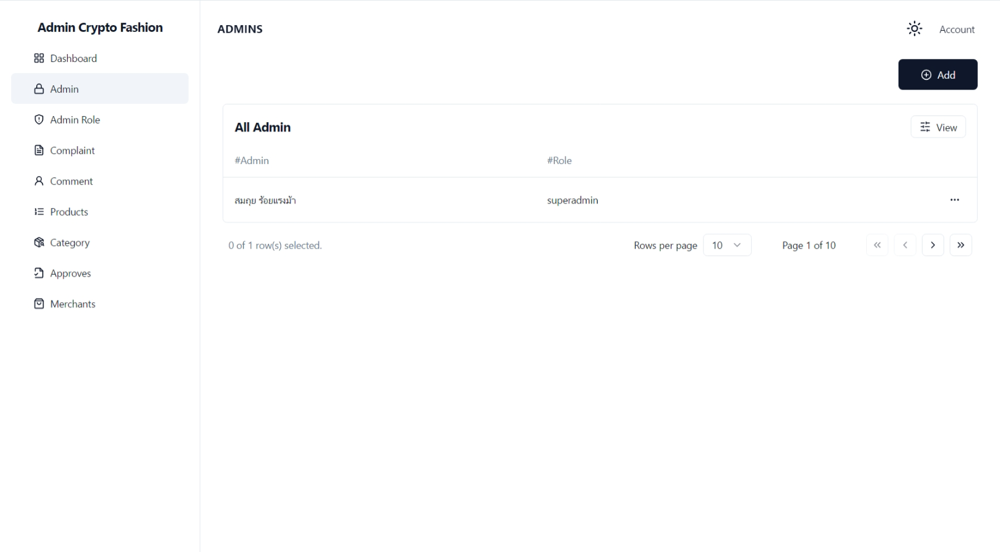 Admin Crypto Fashion
Dashboard
Admin
Admin Role
Complaint
Comment
Products
Category
Approves
Merchants
ADMINS
Account
Add
All Admin
View
#Admin
#Role
สมถุย ร้อยแรงม้า
superadmin
0 of 1 row(s) selected.
Rows per page
10
Page 1 of 10